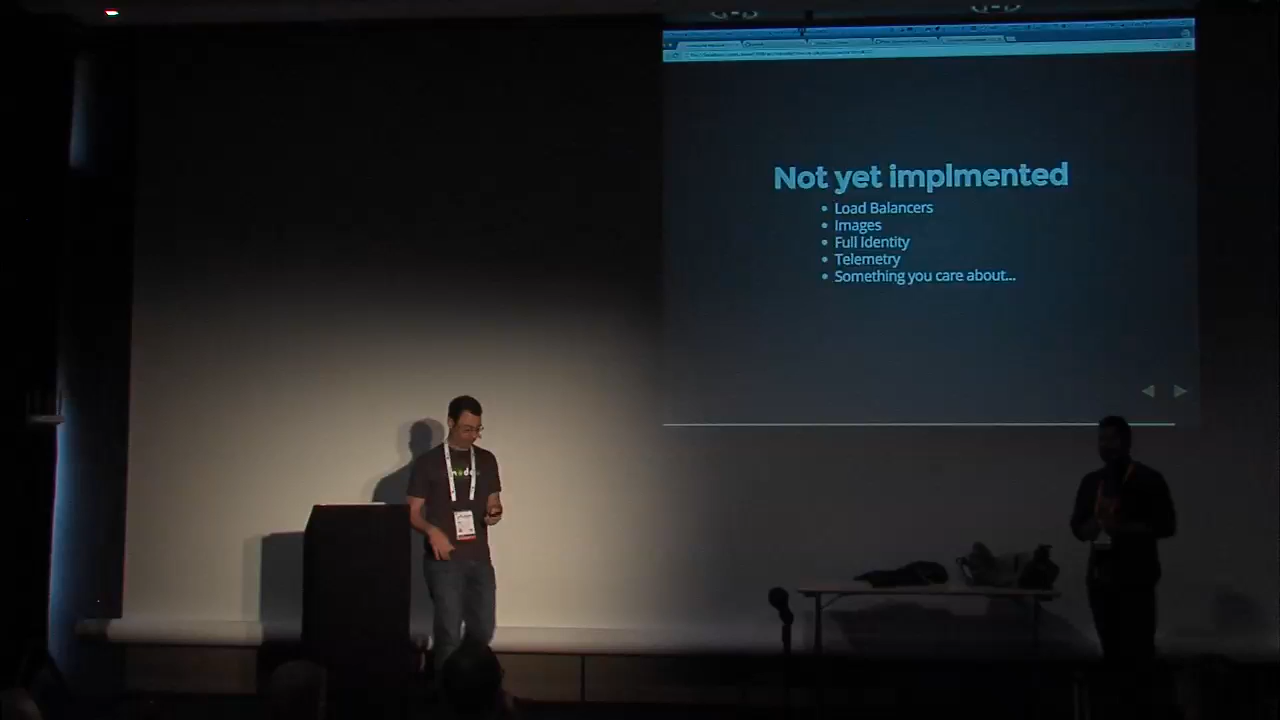 Not yet implmented
Load Balancers
Images
Full Identity
Telemetry
Something you care about...